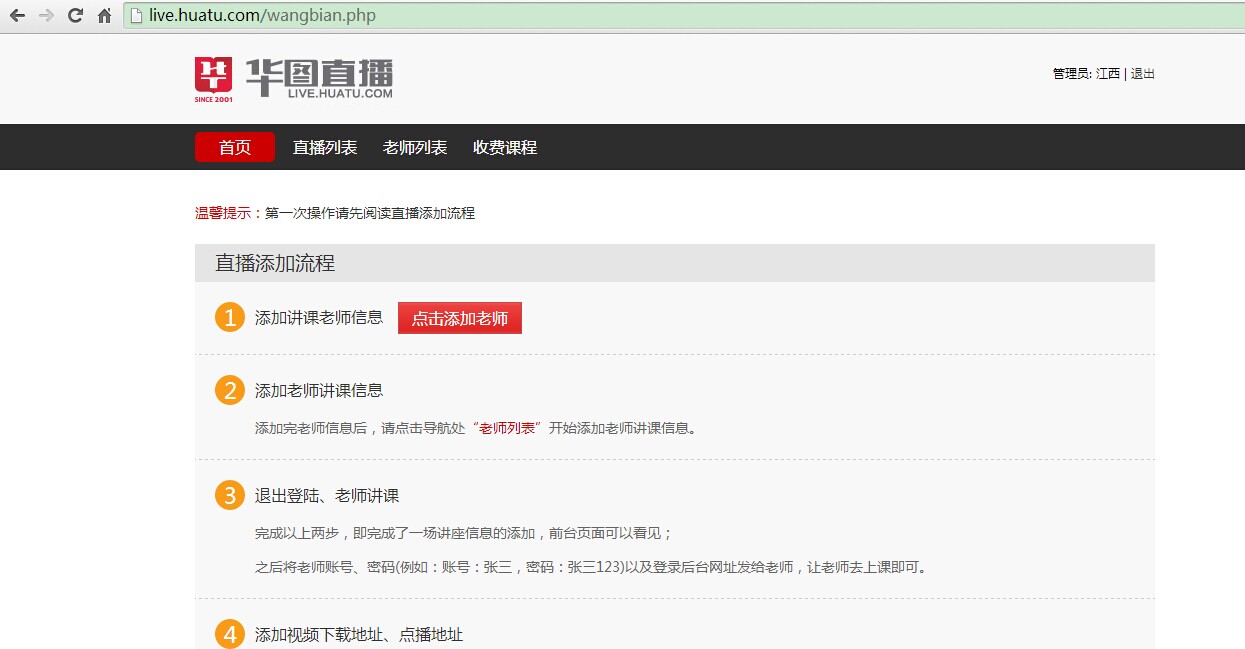 live.huatu.com/wangbian.php
华图直播
LIVE.HUATU.COM
SINCE 2001
管理员: 江西 | 退出
首页 直播列表 老师列表 收费课程
温馨提示：第一次操作请先阅读直播添加流程
直播添加流程
1 添加讲课老师信息 点击添加老师
2 添加老师讲课信息
添加完老师信息后，请点击导航处“老师列表”开始添加老师讲课信息。
3 退出登陆、老师讲课
完成以上两步，即完成了一场讲座信息的添加，前台页面可以看见；
之后将老师账号、密码(例如：账号：张三，密码：张三123)以及登录后台网址发给老师，让老师去上课即可。
4 添加视频下载地址、点播地址